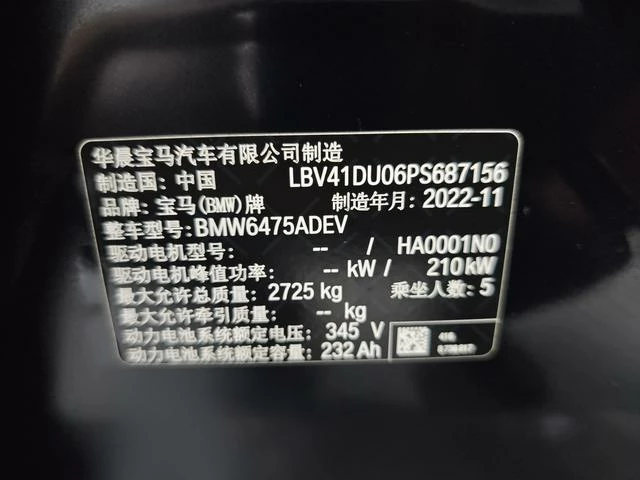 华晨宝马汽车有限公司制造
制造国: 中国 LBV41DU06PS687156
品牌: 宝马(BMW)牌 制造年月: 2022-11
整车型号: BMW6475ADEV
驱动电机型号: -- / HA0001N0
驱动电机峰值功率: -- kW / 210 kW
最大允许总质量: 2725 kg 乘坐人数: 5
最大允许牵引质量: -- kg
动力电池系统额定电压: 345 V
动力电池系统额定容量: 232 Ah